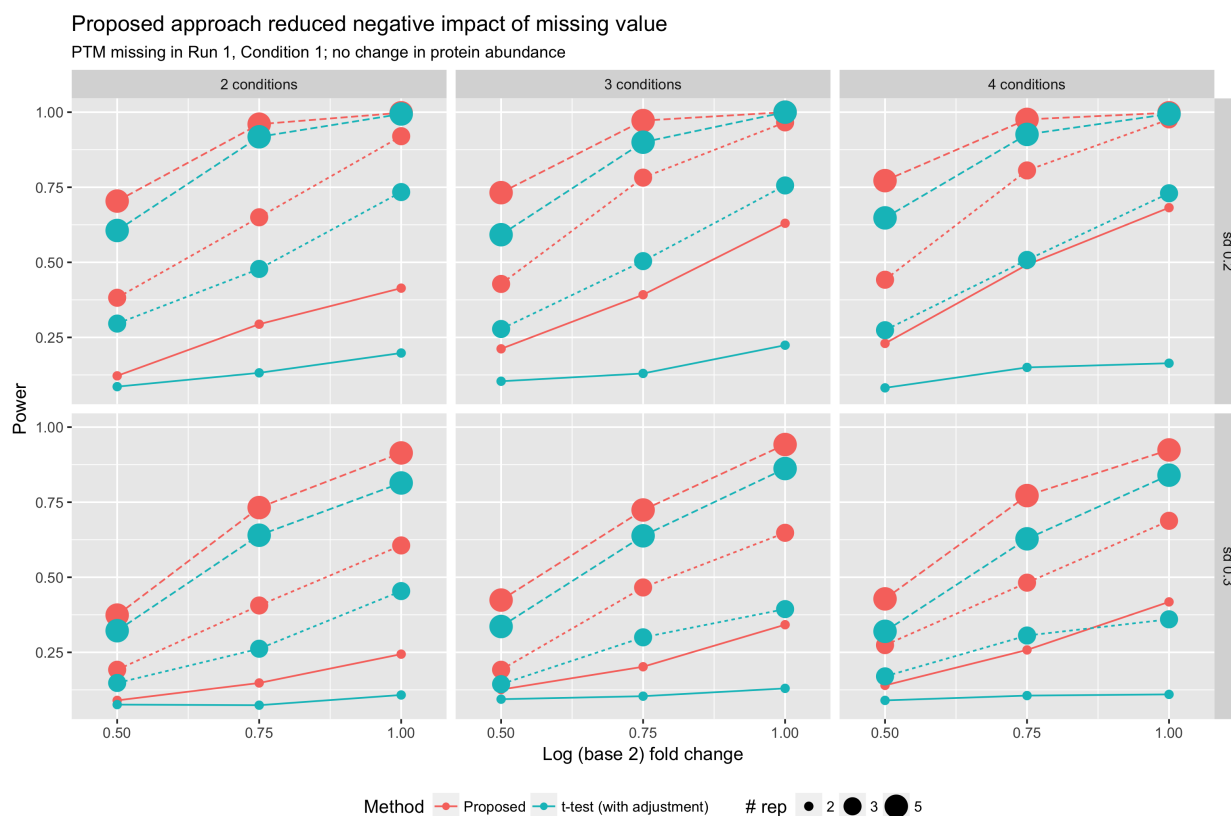 Proposed approach reduced negative impact of missing value
PTM missing in Run 1, Condition 1; no change in protein abundance
2 conditions 3 conditions 4 conditions
1.00
0.75
0.50
0.25
sd 0.2
Power
1.00
0.75
0.50
0.25
sd 0.3
0.50 0.75 1.00 0.50 0.75 1.00 0.50 0.75 1.00
Log (base 2) fold change
Method Proposed t-test (with adjustment) # rep 2 3 5